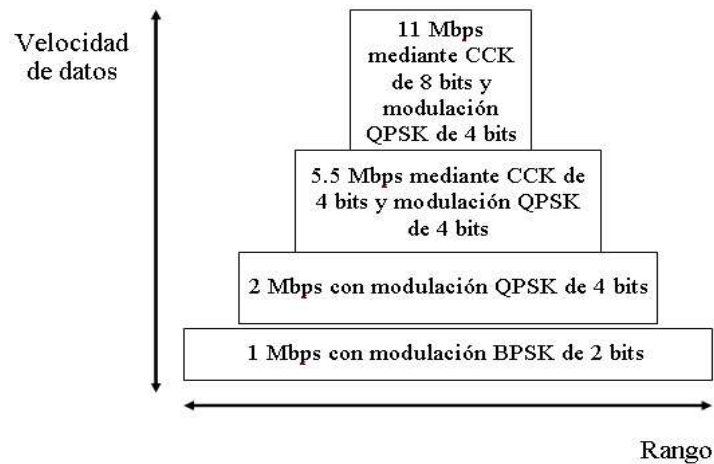 Velocidad
de datos
11 Mbps
mediante CCK
de 8 bits y
modulación
QPSK de 4 bits
5.5 Mbps mediante CCK de
4 bits y modulación QPSK
de 4 bits
2 Mbps con modulación QPSK de 4 bits
1 Mbps con modulación BPSK de 2 bits
Rango